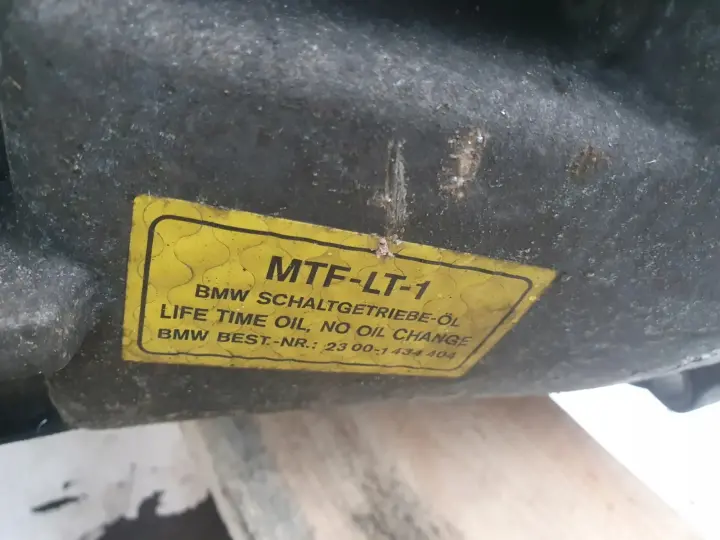 MTF-LT-1
BMW SCHALTGETRIEBE-ÖL
LIFE TIME OIL, NO OIL CHANGE
BMW BEST.-NR.: 23 00-1 434 404